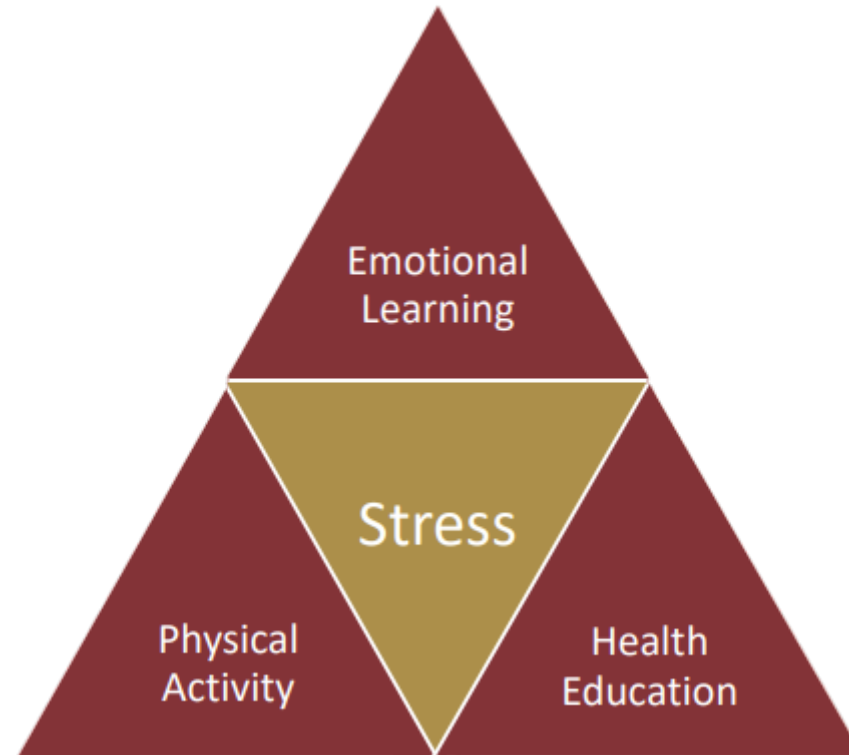 Emotional
Learning
Stress
Physical
Activity
Health
Education